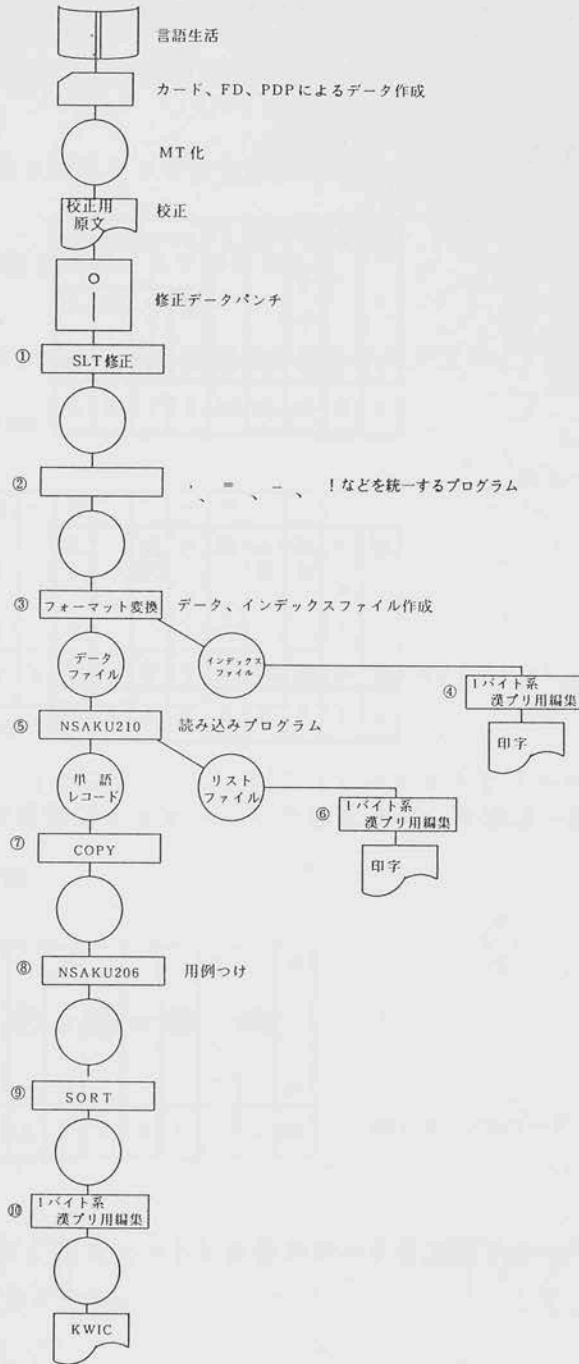 言語生活
カード、FD、PDPによるデータ作成
MT化
校正用
原文
校正
修正データパンチ
① SLT修正
② ′、＝、－、！などを統一するプログラム
③ フォーマット変換 データ、インデックスファイル作成
データ
ファイル
インデックス
ファイル
④ 1バイト系
漢プリ用編集
印字
⑤ NSAKU210 読み込みプログラム
単語
レコード
リスト
ファイル
⑥ 1バイト系
漢プリ用編集
印字
⑦ COPY
⑧ NSAKU206 用例つけ
⑨ SORT
⑩ 1バイト系
漢プリ用編集
KWIC